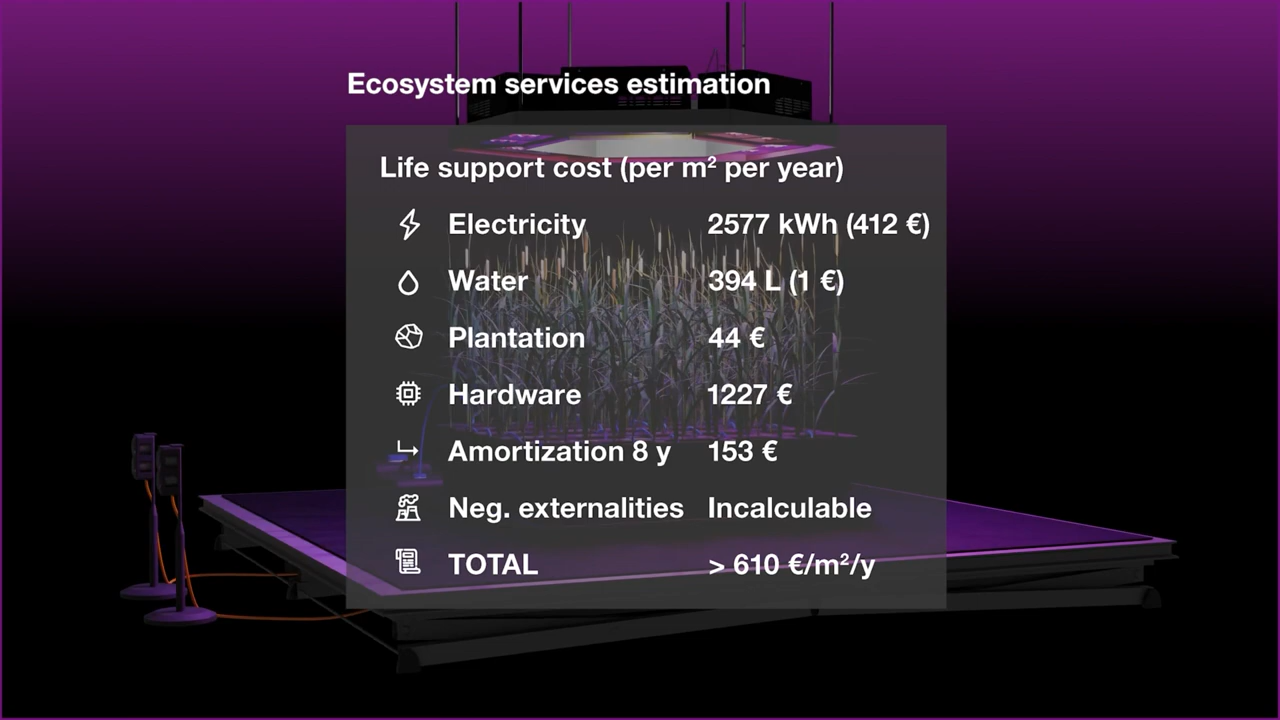 Ecosystem services estimation
Life support cost (per m² per year)
Electricity 2577 kWh (412 €)
Water 394 L (1 €)
Plantation 44 €
Hardware 1227 €
Amortization 8 y 153 €
Neg. externalities Incalculable
TOTAL > 610 €/m²/y